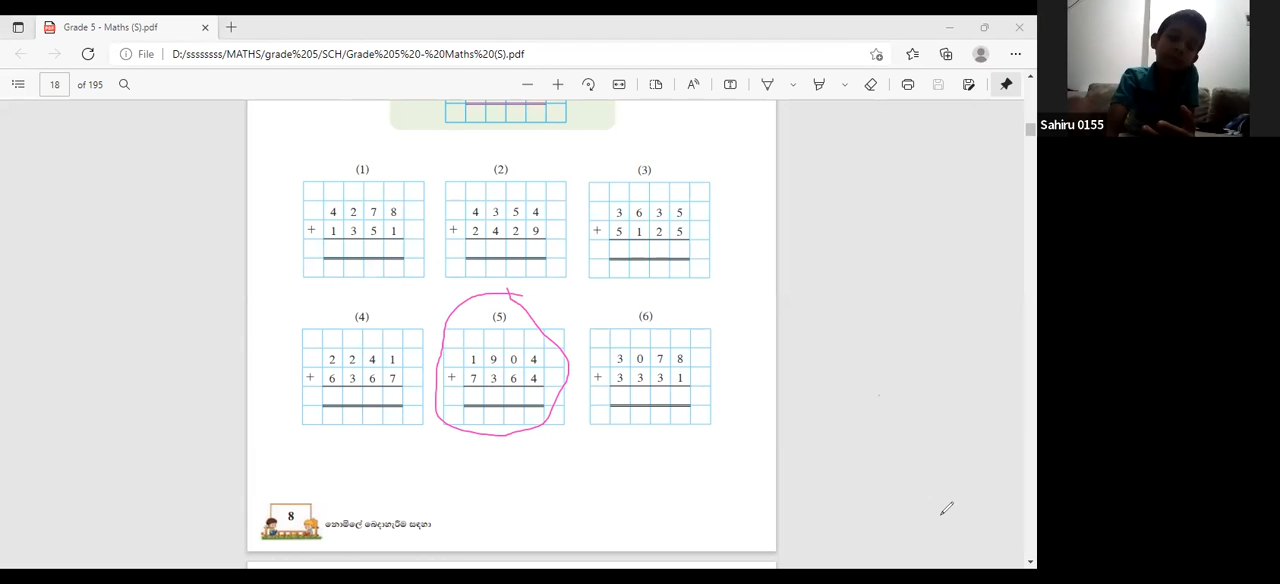 Grade 5 - Maths (S).pdf
File D:/ssssssss/MATHS/grade%205/SCH/Grade%205%20-%20Maths%20(S).pdf
18 of 195
Sahiru 0155
(1) (2) (3)
4 2 7 8 4 3 5 4 3 6 3 5
+ 1 3 5 1 + 2 4 2 9 + 5 1 2 5
(4) (5) (6)
2 2 4 1 1 9 0 4 3 0 7 8
+ 6 3 6 7 + 7 3 6 4 + 3 3 3 1
8 නොමිලේ බෙදාහැරීම සඳහා